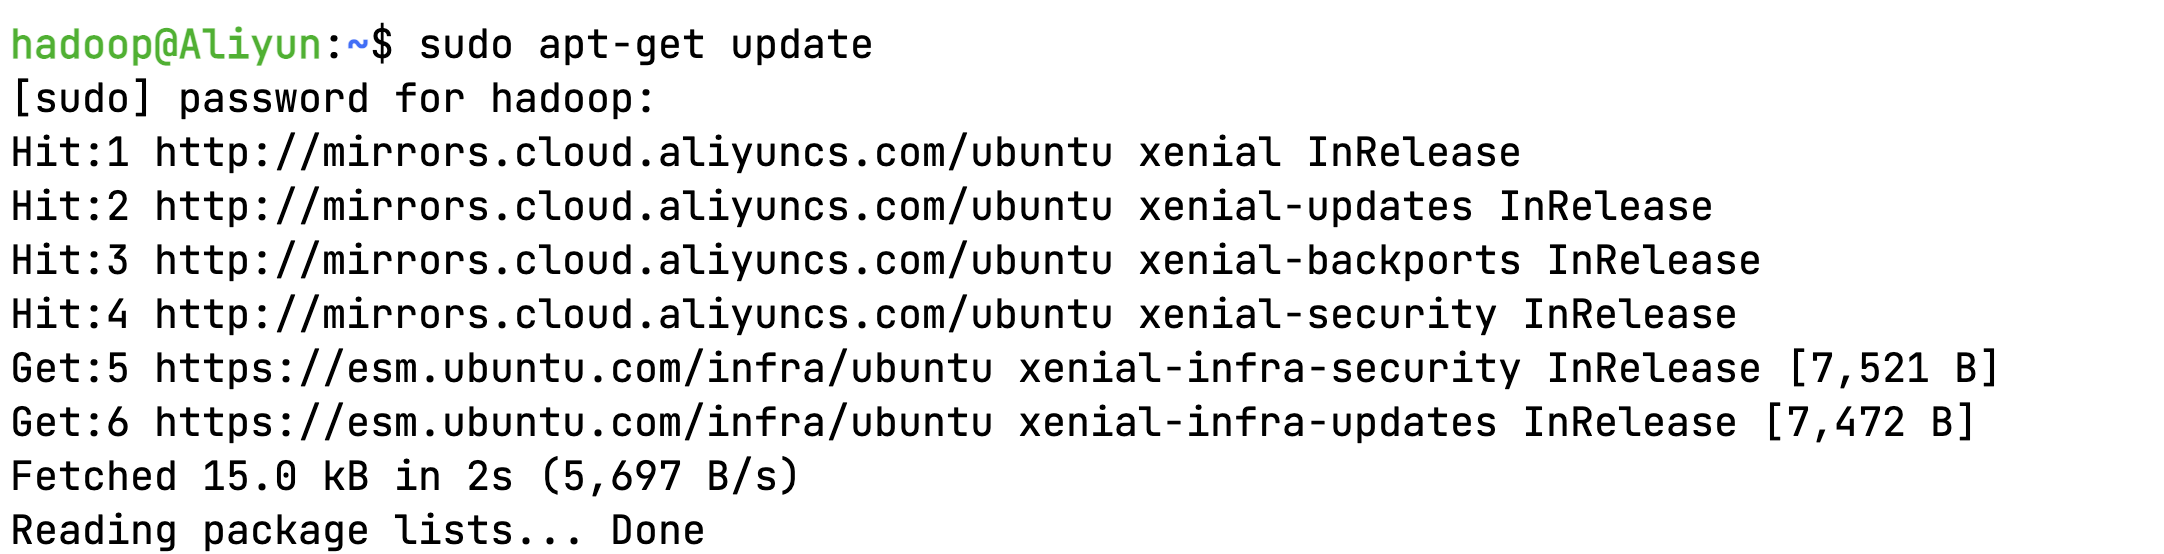 hadoop@Aliyun:~$ sudo apt-get update
[sudo] password for hadoop:
Hit:1 http://mirrors.cloud.aliyuncs.com/ubuntu xenial InRelease
Hit:2 http://mirrors.cloud.aliyuncs.com/ubuntu xenial-updates InRelease
Hit:3 http://mirrors.cloud.aliyuncs.com/ubuntu xenial-backports InRelease
Hit:4 http://mirrors.cloud.aliyuncs.com/ubuntu xenial-security InRelease
Get:5 https://esm.ubuntu.com/infra/ubuntu xenial-infra-security InRelease [7,521 B]
Get:6 https://esm.ubuntu.com/infra/ubuntu xenial-infra-updates InRelease [7,472 B]
Fetched 15.0 kB in 2s (5,697 B/s)
Reading package lists... Done